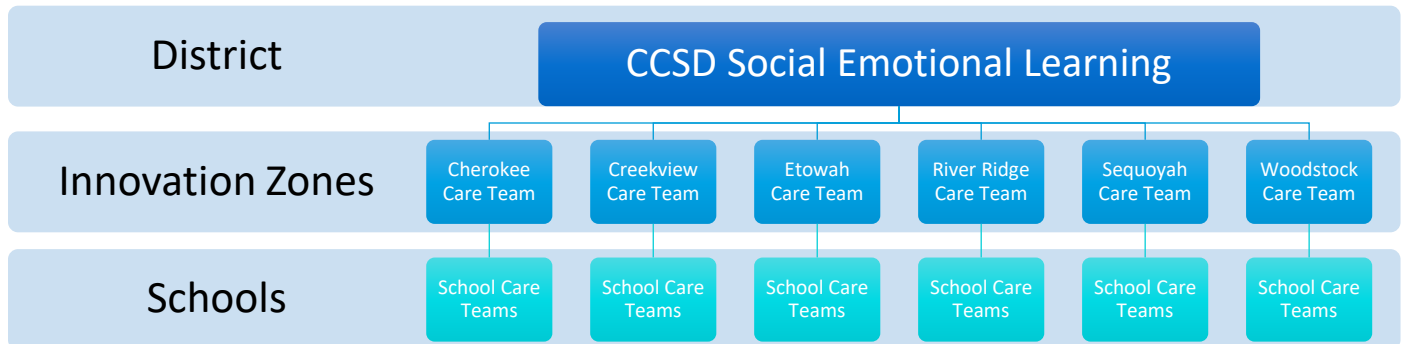 District
CCSD Social Emotional Learning
Innovation Zones
Cherokee
Care Team
Creekview
Care Team
Etowah
Care Team
River Ridge
Care Team
Sequoyah
Care Team
Woodstock
Care Team
Schools
School Care
Teams
School Care
Teams
School Care
Teams
School Care
Teams
School Care
Teams
School Care
Teams